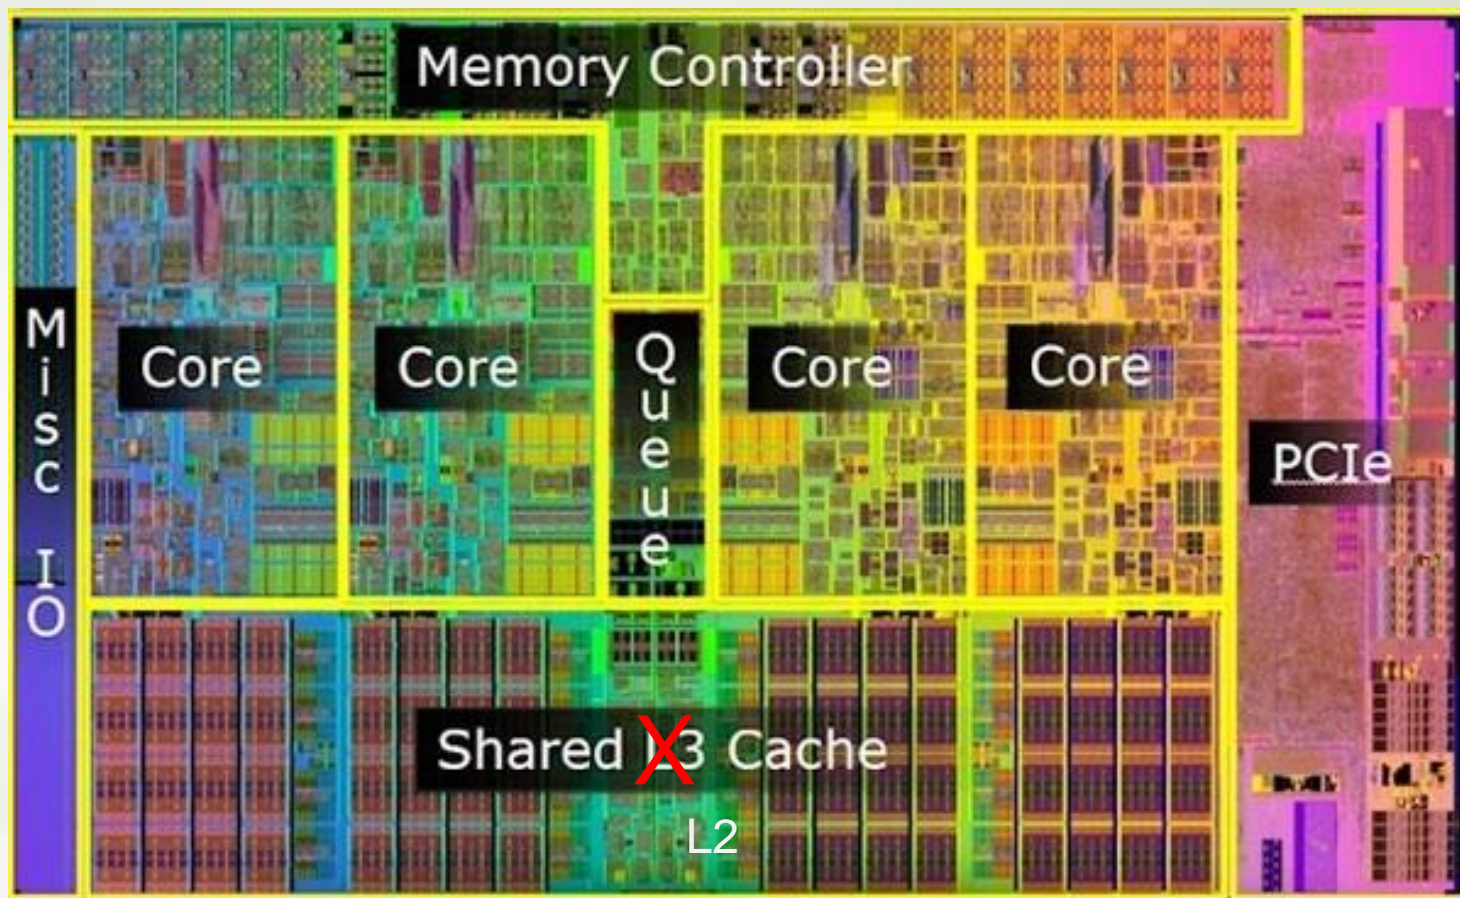 Memory Controller
Misc IO
Core
Core
Queue
Core
Core
PCIe
Shared L3 Cache
X
L2